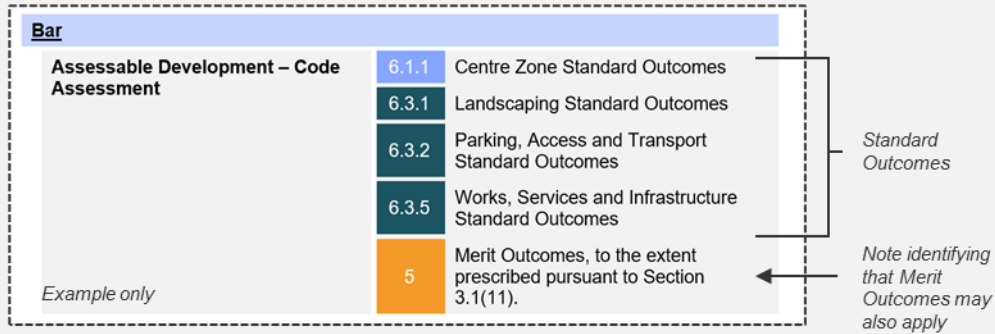 Bar
Assessable Development – Code
Assessment
6.1.1 Centre Zone Standard Outcomes
6.3.1 Landscaping Standard Outcomes
6.3.2 Parking, Access and Transport
Standard Outcomes
6.3.5 Works, Services and Infrastructure
Standard Outcomes
5 Merit Outcomes, to the extent
prescribed pursuant to Section
3.1(11).
Example only
Standard
Outcomes
Note identifying
that Merit
Outcomes may
also apply